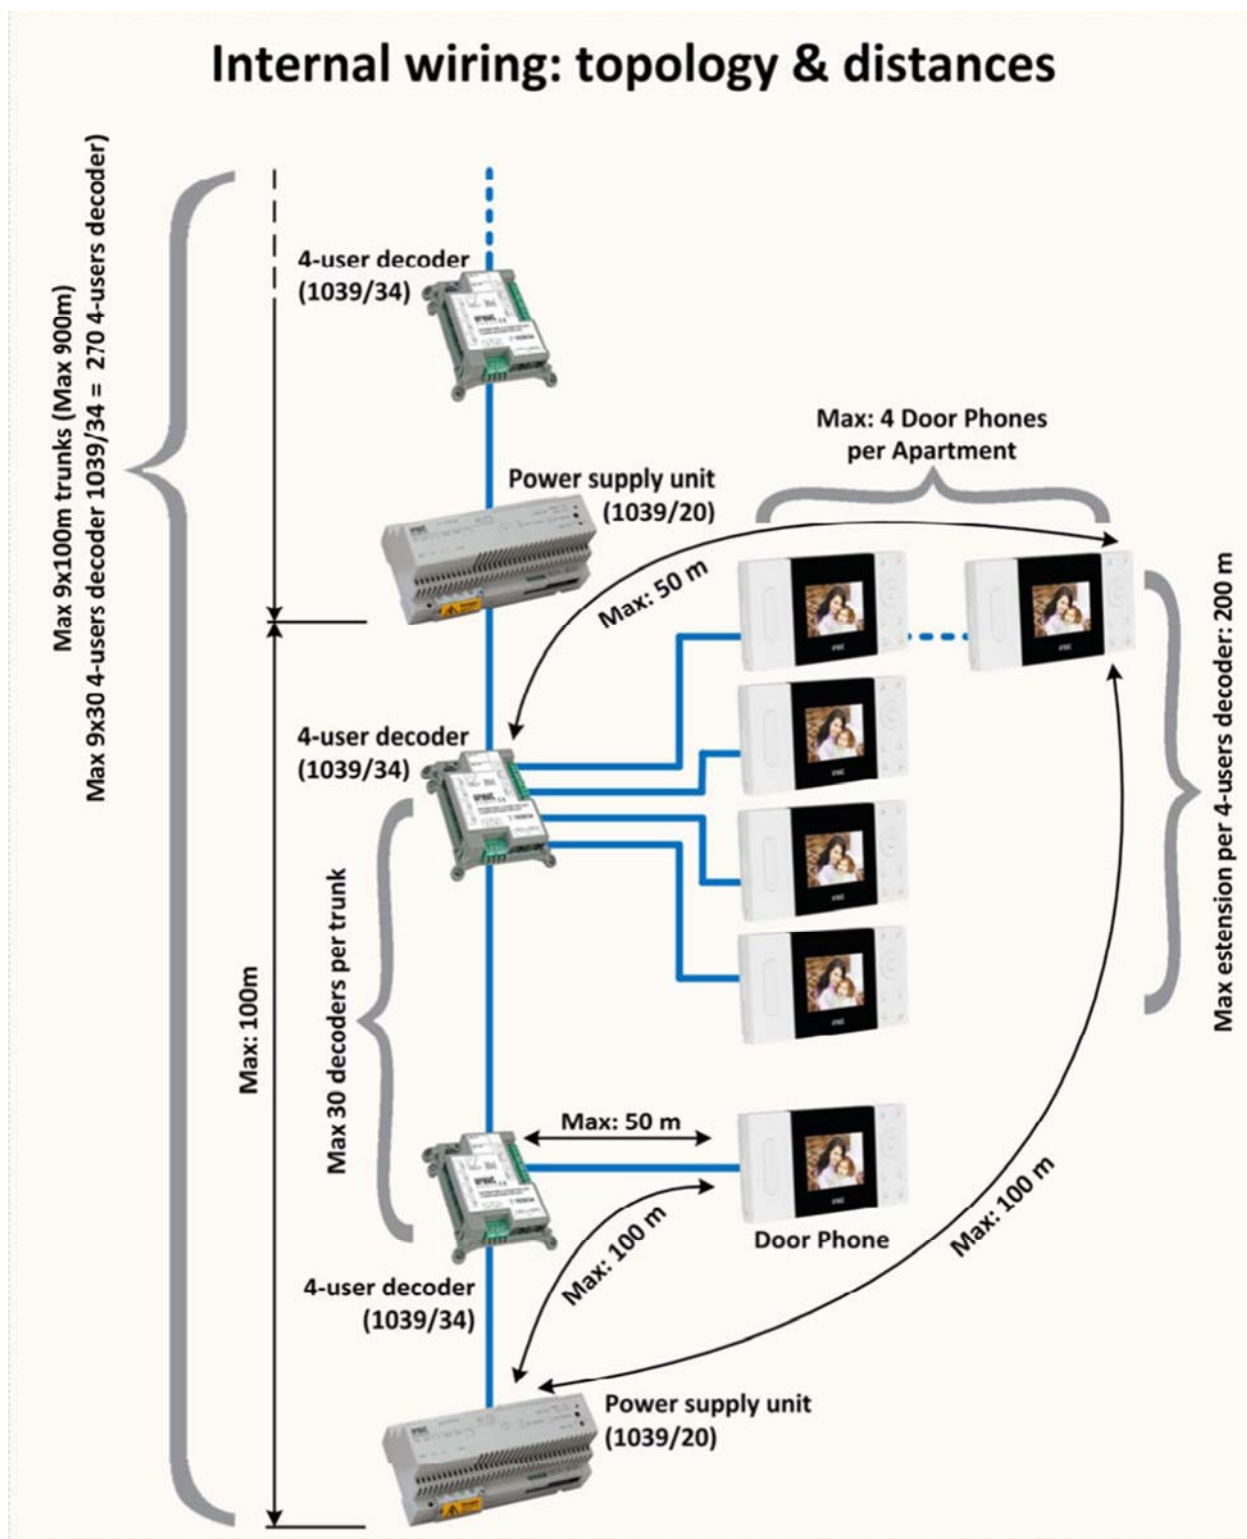 Internal wiring: topology & distances
Max 9x100m trunks (Max 900m)
Max 9x30 4-users decoder 1039/34 = 270 4-users decoder)
4-user decoder
(1039/34)
Power supply unit
(1039/20)
Max: 4 Door Phones
per Apartment
Max: 50 m
4-user decoder
(1039/34)
Max estension per 4-users decoder: 200 m
Max 30 decoders per trunk
Max: 100m
Max: 50 m
Max: 100 m
Door Phone
Max: 100 m
4-user decoder
(1039/34)
Power supply unit
(1039/20)